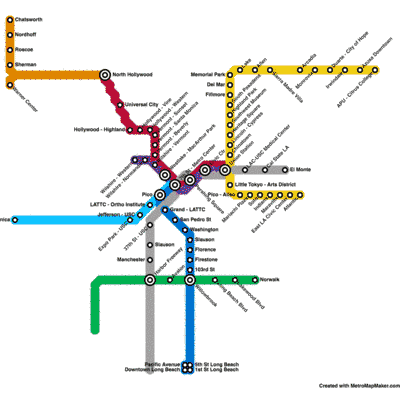 Chatsworth
Nordhoff
Roscoe
Sherman
Warner Center
North Hollywood
Universal City
Hollywood - Highland
Hollywood - Vine
Hollywood - Western
Vermont - Sunset
Vermont - Santa Monica
Vermont - Beverly
Wilshire - Vermont
Wilshire - Western
Wilshire - Normandie
Westlake - MacArthur Park
Metro Center
Pershing Square
Pico
LATTC - Ortho Institute
Jefferson - USC
Expo Park - USC
37th St - USC
Grand - LATTC
San Pedro St
Washington
Slauson
Florence
Firestone
103rd St
Willowbrook
Slauson
Manchester
Harbor Freeway
Avalon
Long Beach Blvd
Lakewood Blvd
Norwalk
Pacific Avenue
Downtown Long Beach
5th St Long Beach
1st St Long Beach
Memorial Park
Del Mar
Fillmore
South Pasadena
Highland Park
Southwest Museum
Heritage Square
Lincoln - Cypress
Chinatown
Union Station
Lake
Allen
Sierra Madre Villa
Arcadia
Monrovia
Duarte - City of Hope
Irwindale
Azusa Downtown
APU - Citrus College
LAC-USC Medical Center
Cal State LA
El Monte
Little Tokyo - Arts District
Pico - Aliso
Mariachi Plaza
Soto
Indiana
Maravilla
East LA Civic Center
Atlantic
Created with MetroMapMaker.com